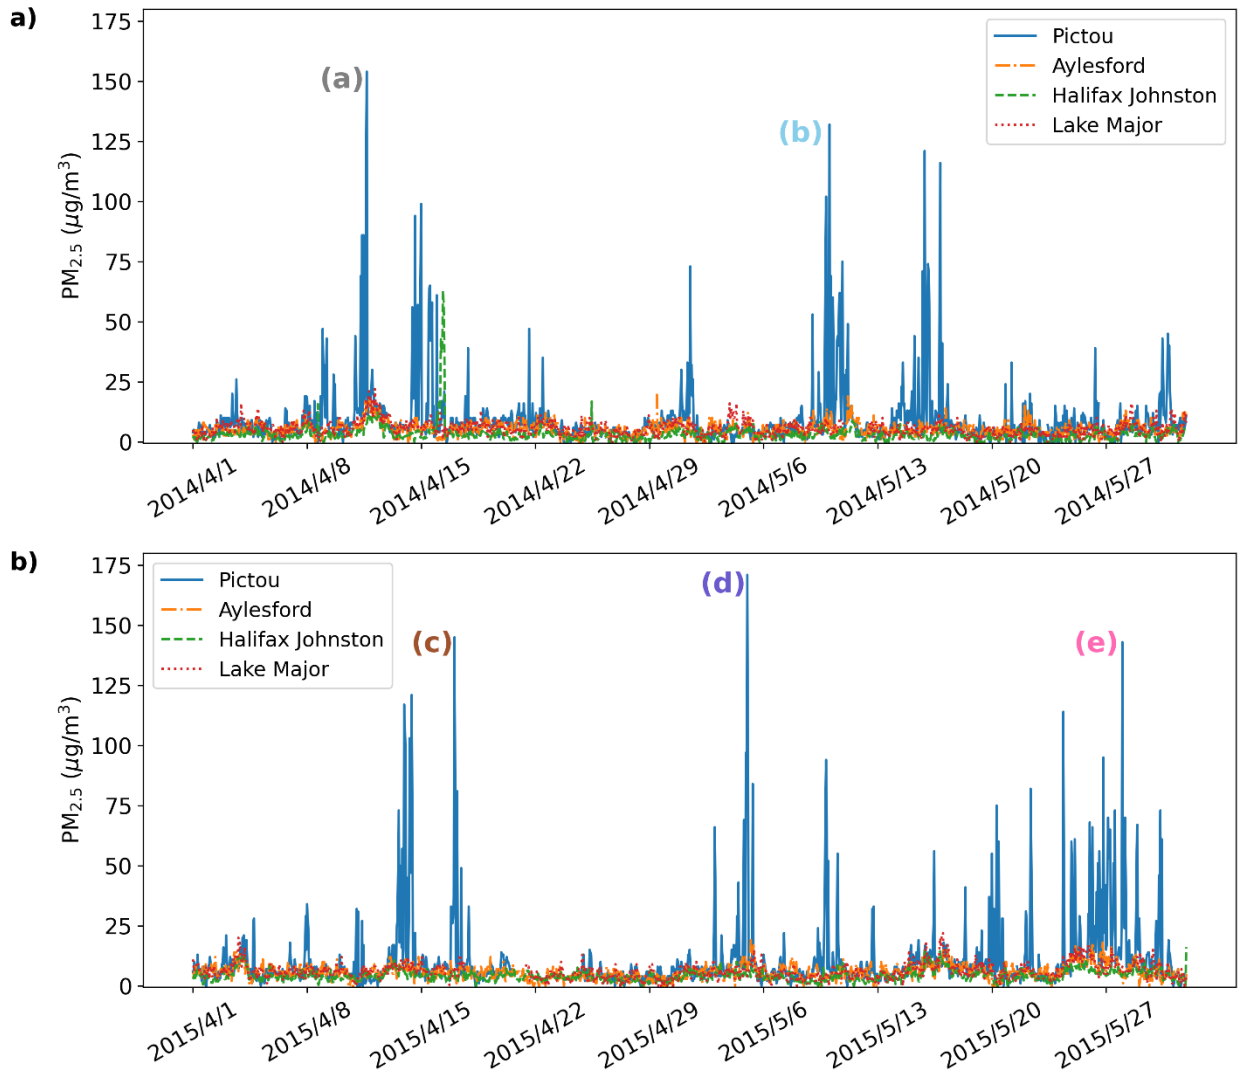 a)
175
150
125
100
75
50
25
0
PM2.5 (μg/m³)
(a)
(b)
Pictou
Aylesford
Halifax Johnston
Lake Major
2014/4/1
2014/4/8
2014/4/15
2014/4/22
2014/4/29
2014/5/6
2014/5/13
2014/5/20
2014/5/27
b)
175
150
125
100
75
50
25
0
PM2.5 (μg/m³)
Pictou
Aylesford
Halifax Johnston
Lake Major
(c)
(d)
(e)
2015/4/1
2015/4/8
2015/4/15
2015/4/22
2015/4/29
2015/5/6
2015/5/13
2015/5/20
2015/5/27